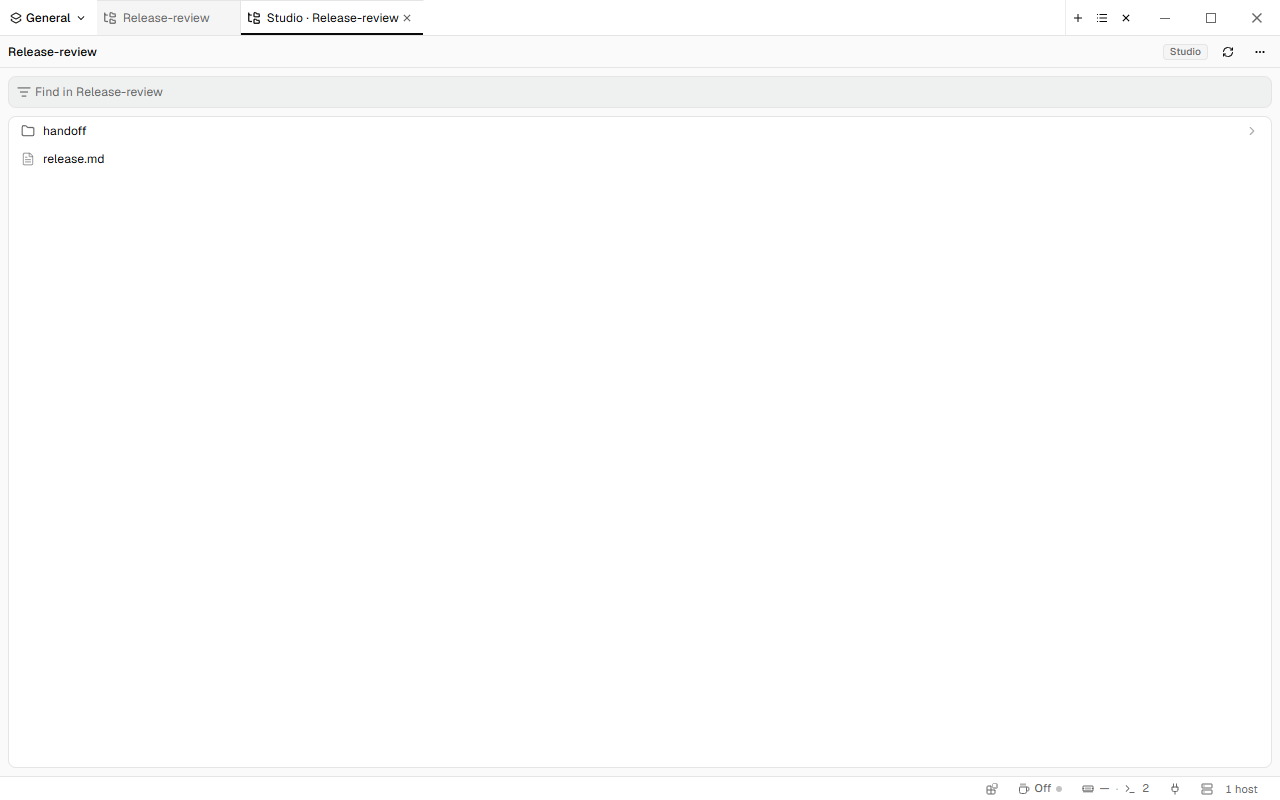 General
Release-review
Studio · Release-review
Release-review
Studio
Find in Release-review
handoff
release.md
Off
— · 2
1 host